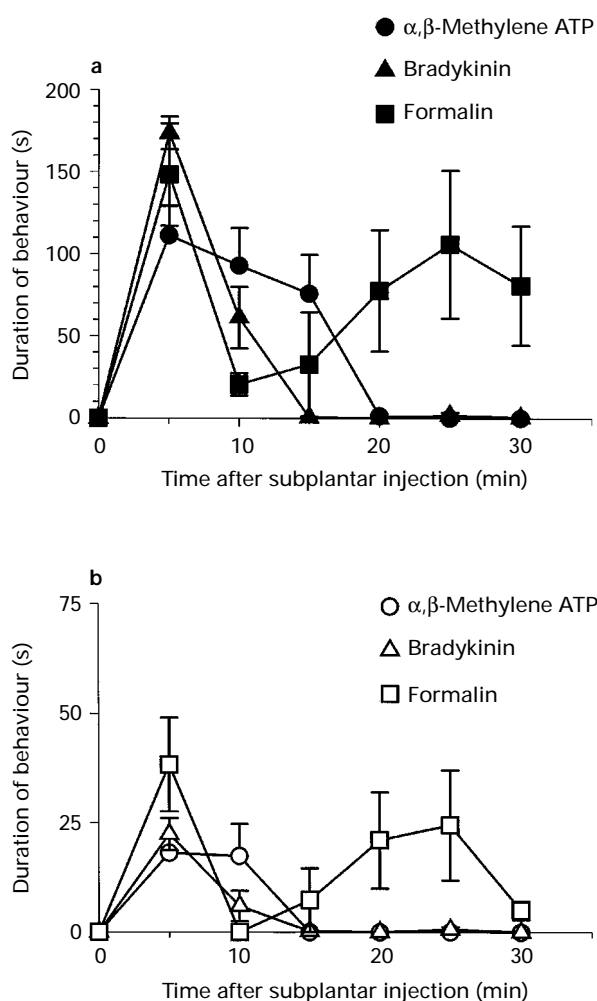 a
α,β-Methylene ATP
Bradykinin
Formalin
200
150
100
50
0
Duration of behaviour (s)
0 10 20 30
Time after subplantar injection (min)
b
α,β-Methylene ATP
Bradykinin
Formalin
75
50
25
0
Duration of behaviour (s)
0 10 20 30
Time after subplantar injection (min)